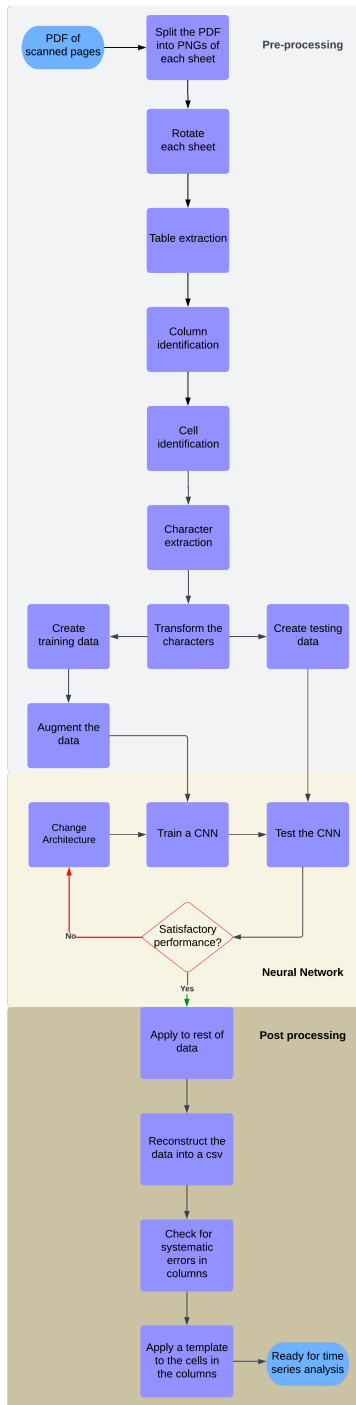 PDF of
scanned pages
Split the PDF
into PNGs of
each sheet
Pre-processing
Rotate
each sheet
Table extraction
Column
identification
Cell
identification
Character
extraction
Create
training data
Transform the
characters
Create testing
data
Augment the
data
Change
Architecture
Train a CNN
Test the CNN
Satisfactory
performance?
No
Neural Network
Yes
Apply to rest of
data
Post processing
Reconstruct the
data into a csv
Check for
systematic
errors in
columns
Apply a template
to the cells in
the columns
Ready for time
series analysis